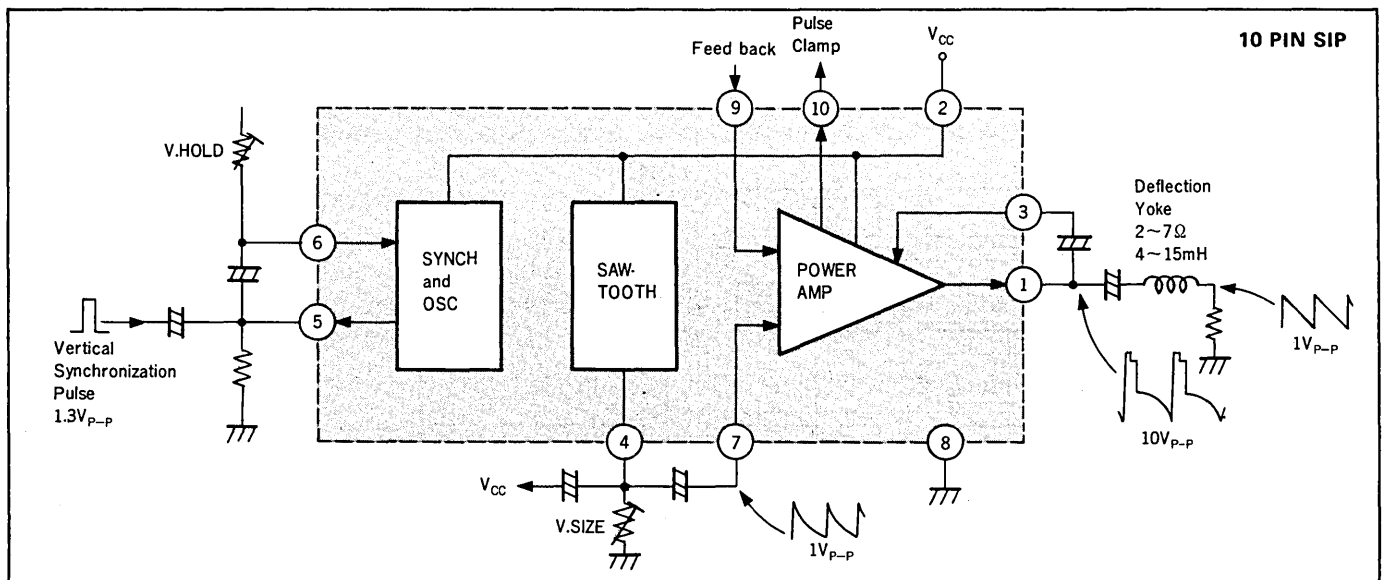 10 PIN SIP
Pulse
Clamp
Feed back
VCC
9
10
2
V.HOLD
6
5
SYNCH
and
OSC
SAW-
TOOTH
POWER
AMP
3
1
Deflection
Yoke
2~7Ω
4~15mH
1VP-P
10VP-P
Vertical
Synchronization
Pulse
1.3VP-P
4
7
8
VCC
V.SIZE
1VP-P